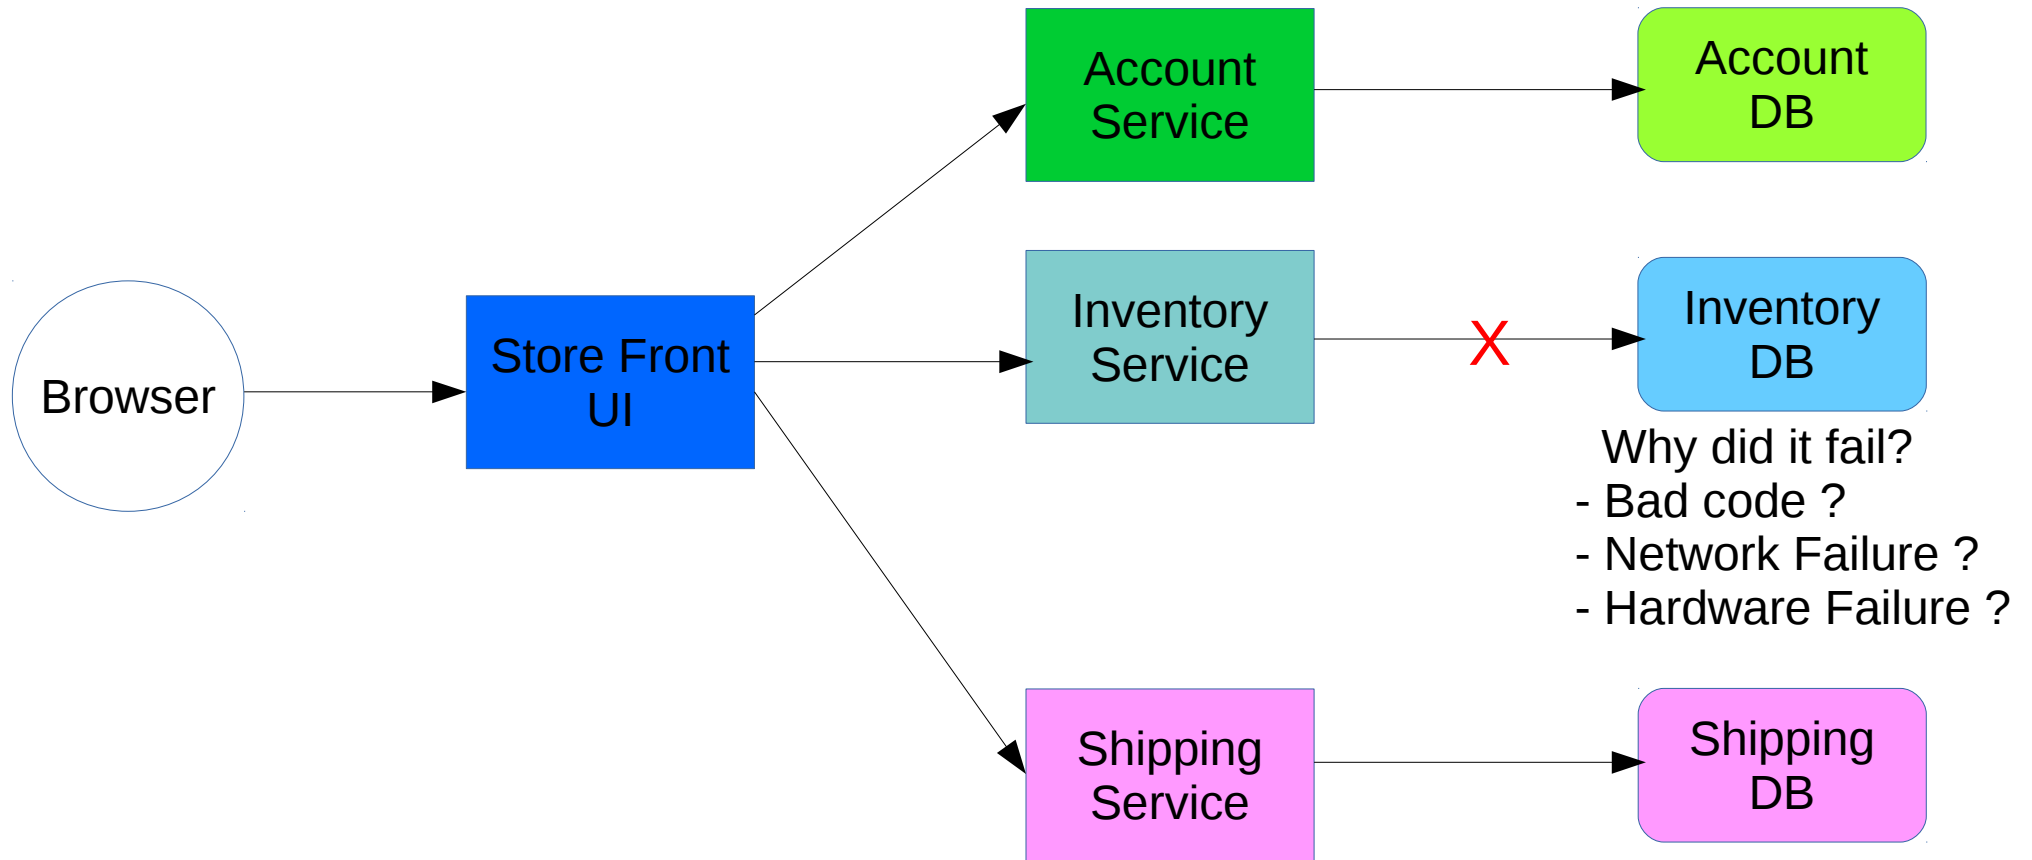 Browser
Store Front
UI
Account
Service
Account
DB
Inventory
Service
X
Inventory
DB
Why did it fail?
- Bad code ?
- Network Failure ?
- Hardware Failure ?
Shipping
Service
Shipping
DB